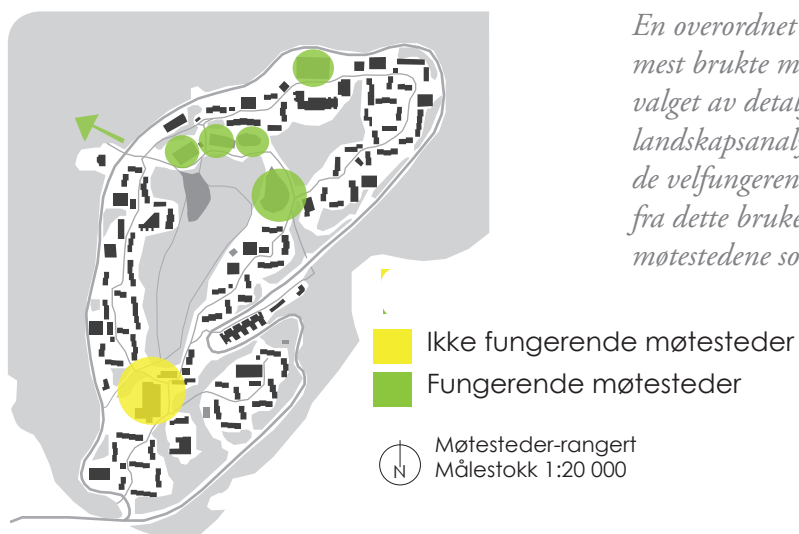 En overordnet
mest brukte m
valget av detal
landskapsanaly
de velfungeren
fra dette bruke
møtestedene so
Ikke fungerende møtesteder
Fungerende møtesteder
N
Møtesteder-rangert
Målestokk 1:20 000